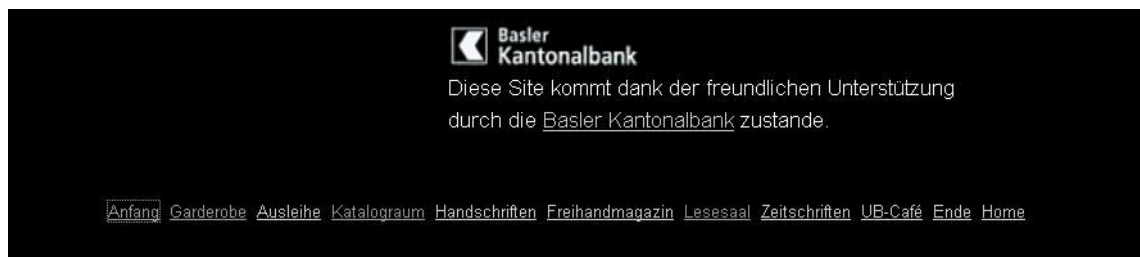 Basler
Kantonalbank
Diese Site kommt dank der freundlichen Unterstützung
durch die Basler Kantonalbank zustande.
Anfang Garderobe Ausleihe Katalograum Handschriften Freihandmagazin Lesesaal Zeitschriften UB-Café Ende Home